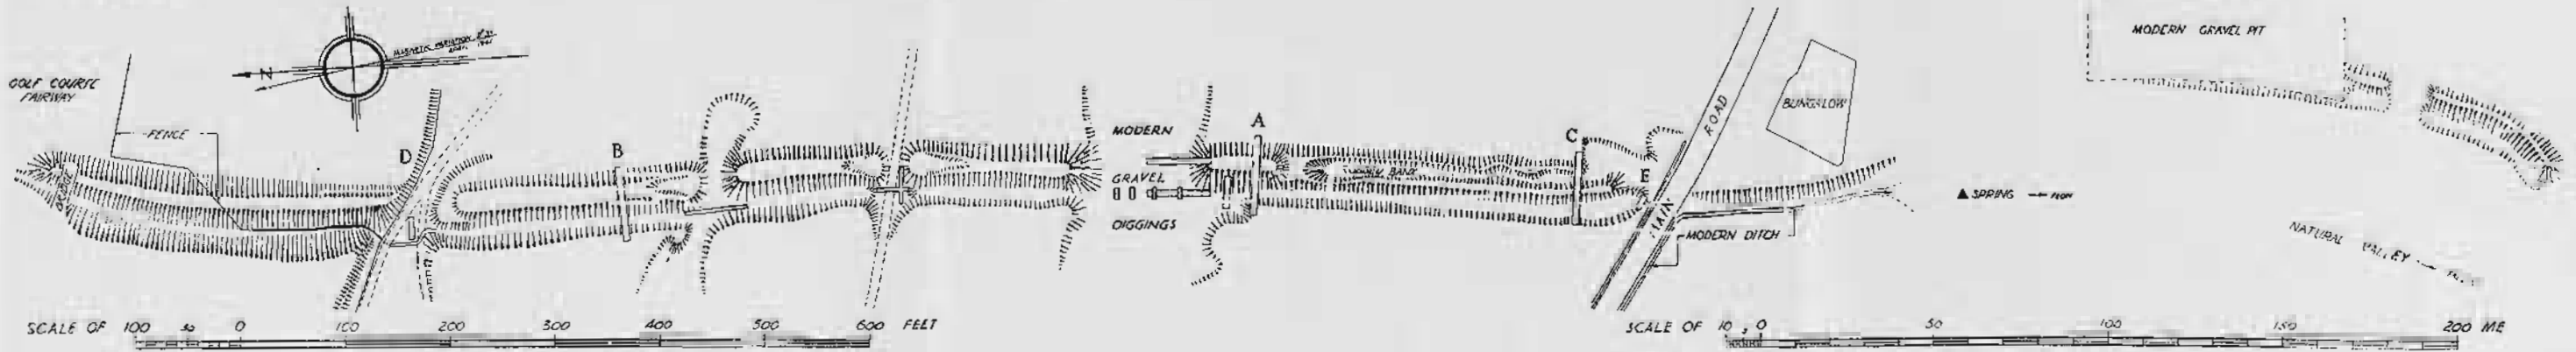 GOLF COURSE
FAIRWAY
FENCE
N
MAGNETIC VARIATION
D
B
MODERN
GRAVEL
DIGGINGS
A
C
E
BANK
MAIN ROAD
BUNGALOW
MODERN DITCH
SPRING
MODERN GRAVEL PIT
NATURAL VALLEY
SCALE OF 100 50 0 100 200 300 400 500 600 FEET
SCALE OF 10 5 0 50 100 150 200 ME